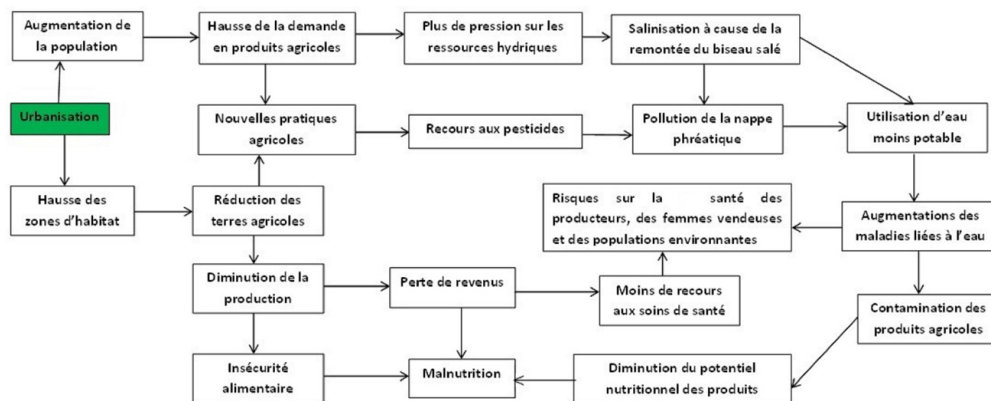 Augmentation de
la population
Hausse de la demande
en produits agricoles
Plus de pression sur les
ressources hydriques
Salinisation à cause de la
remontée du biseau salé
Urbanisation
Nouvelles pratiques
agricoles
Recours aux pesticides
Pollution de la nappe
phréatique
Utilisation d'eau
moins potable
Hausse des
zones d'habitat
Réduction des
terres agricoles
Risques sur la santé des
producteurs, des femmes vendeuses
et des populations environnantes
Augmentations des
maladies liées à l'eau
Diminution de la
production
Perte de revenu
Moins de recours
aux soins de santé
Contamination des
produits agricoles
Insécurité
alimentaire
Malnutrition
Diminution du potentiel
nutritionnel des produits